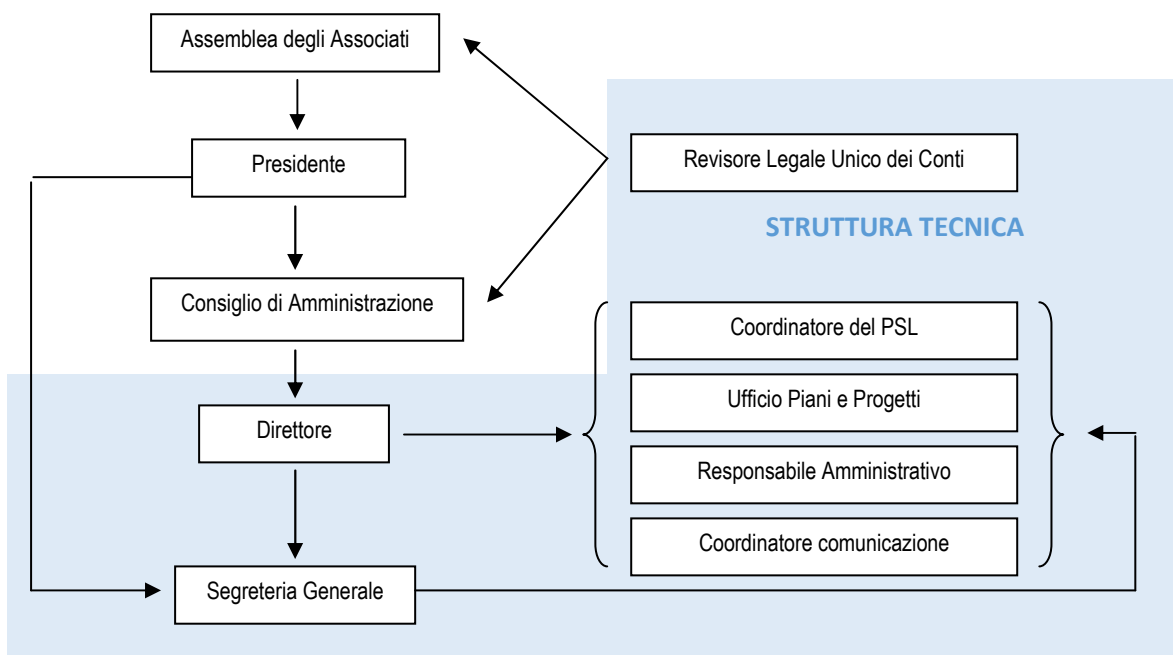 Assemblea degli Associati
Presidente
Revisore Legale Unico dei Conti
STRUTTURA TECNICA
Consiglio di Amministrazione
Coordinatore del PSL
Ufficio Piani e Progetti
Direttore
Responsabile Amministrativo
Coordinatore comunicazione
Segreteria Generale